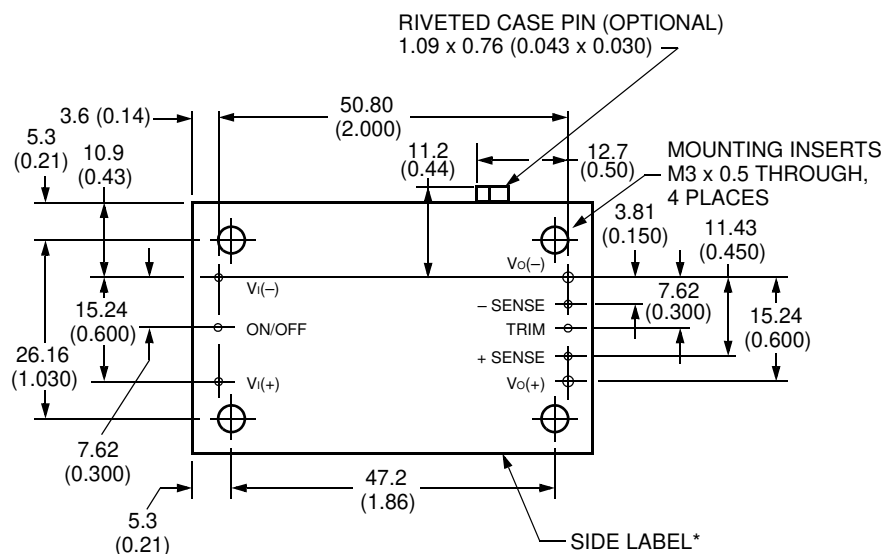 RIVETED CASE PIN (OPTIONAL)
1.09 x 0.76 (0.043 x 0.030)
3.6 (0.14)
50.80
(2.000)
5.3
(0.21)
10.9
(0.43)
11.2
(0.44)
12.7
(0.50)
MOUNTING INSERTS
M3 x 0.5 THROUGH,
4 PLACES
3.81
(0.150)
11.43
(0.450)
VI(–)
VO(–)
15.24
(0.600)
ON/OFF
– SENSE
TRIM
7.62
(0.300)
15.24
(0.600)
26.16
(1.030)
VI(+)
+ SENSE
VO(+)
7.62
(0.300)
47.2
(1.86)
5.3
(0.21)
SIDE LABEL*